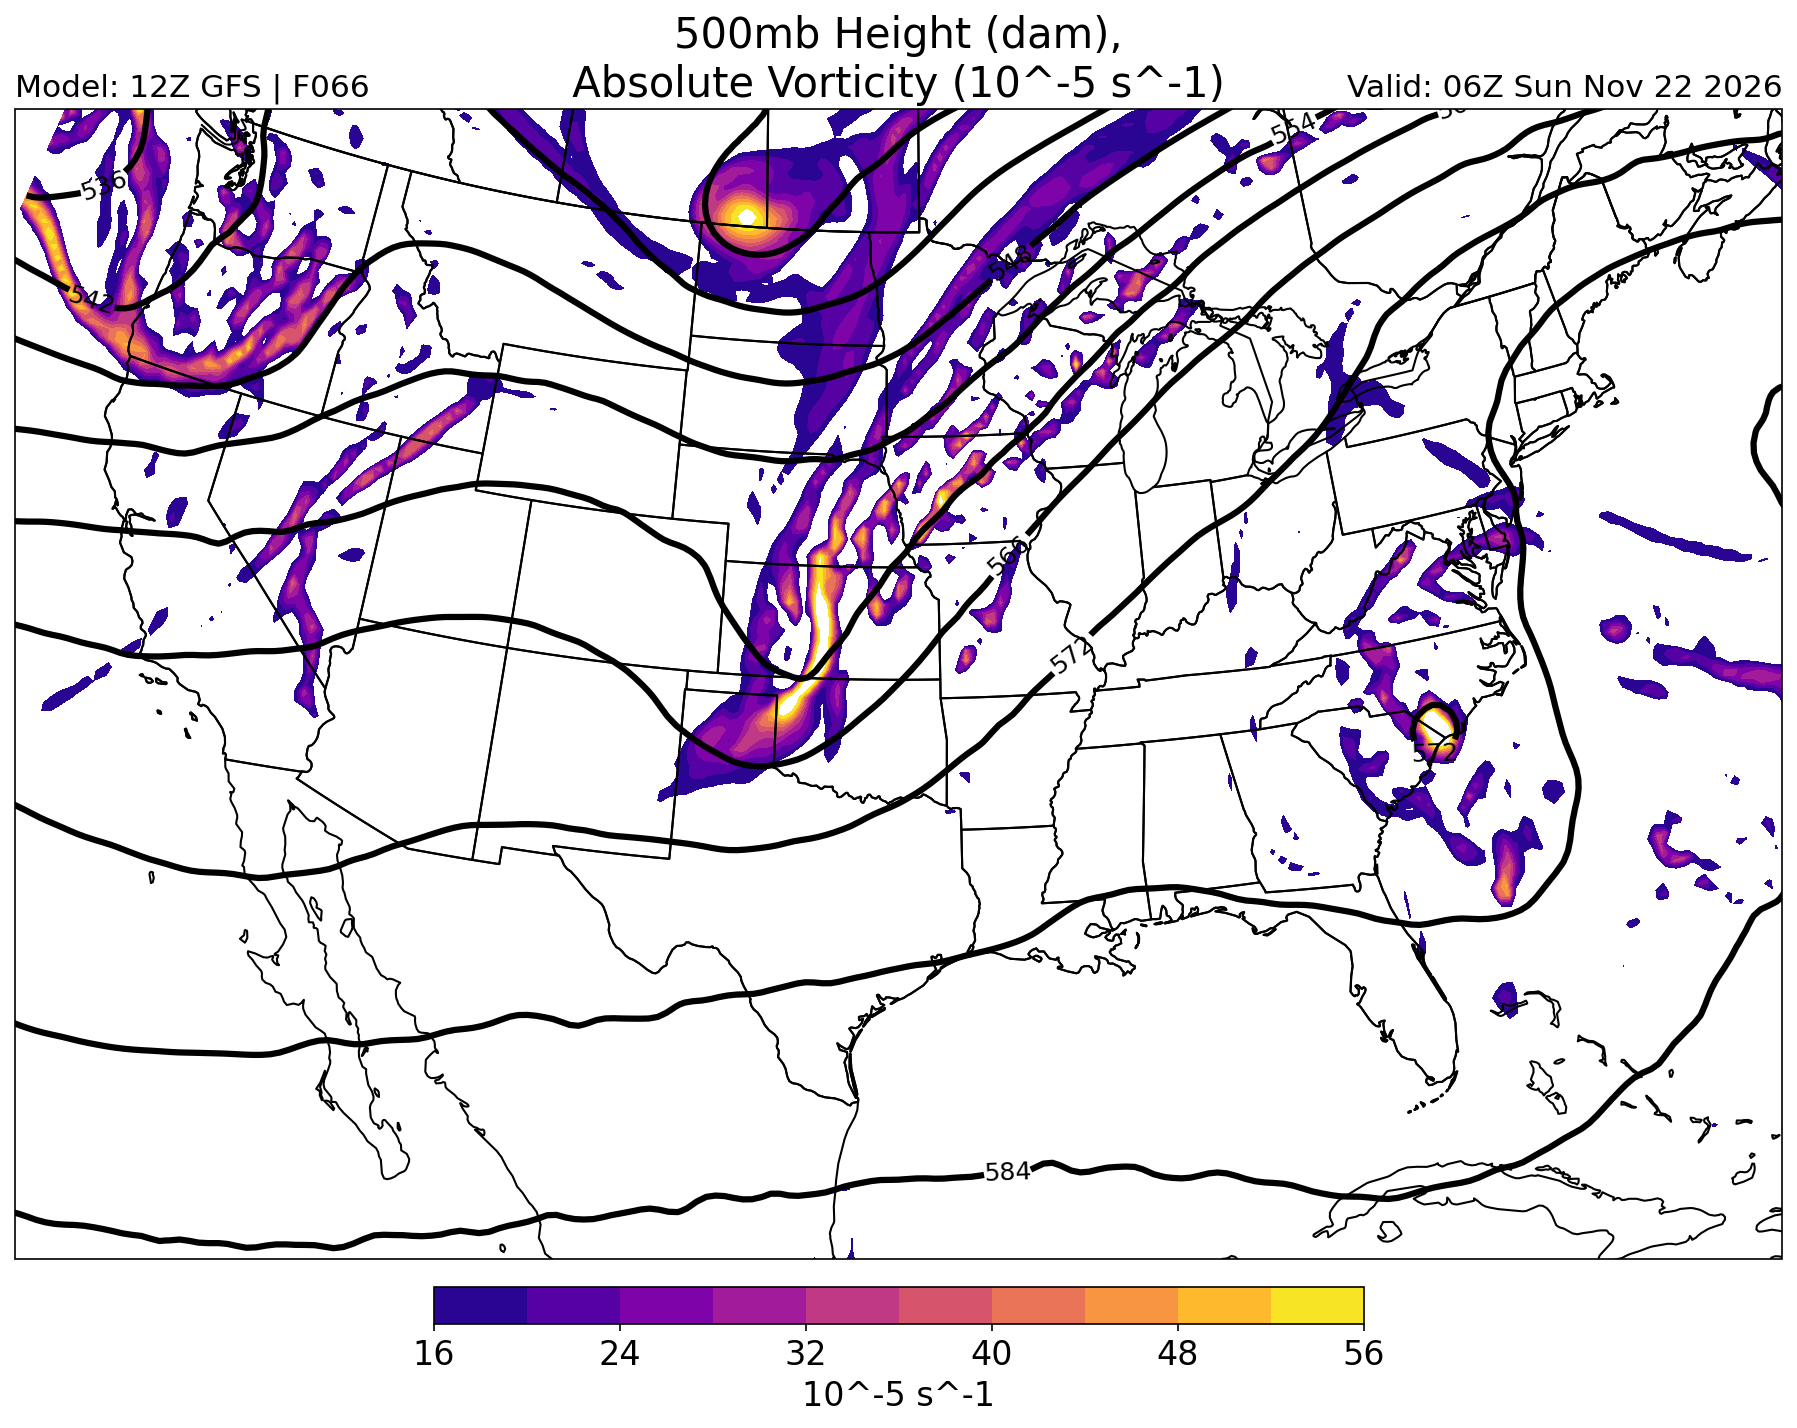 500mb Height (dam),
Absolute Vorticity (10^-5 s^-1)
Model: 12Z GFS | F066
Valid: 06Z Sun Nov 22 2026
554
536
548
542
566
572
572
584
16 24 32 40 48 56
10^-5 s^-1